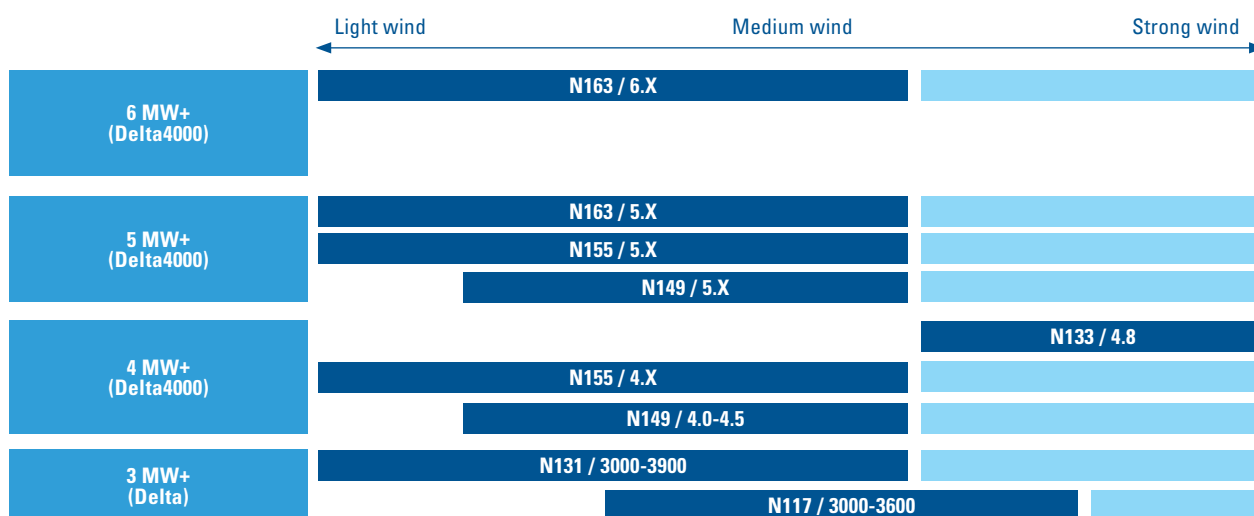 Light wind Medium wind Strong wind
6 MW+
(Delta4000)
N163 / 6.X
5 MW+
(Delta4000)
N163 / 5.X
N155 / 5.X
N149 / 5.X
4 MW+
(Delta4000)
N133 / 4.8
N155 / 4.X
N149 / 4.0-4.5
3 MW+
(Delta)
N131 / 3000-3900
N117 / 3000-3600